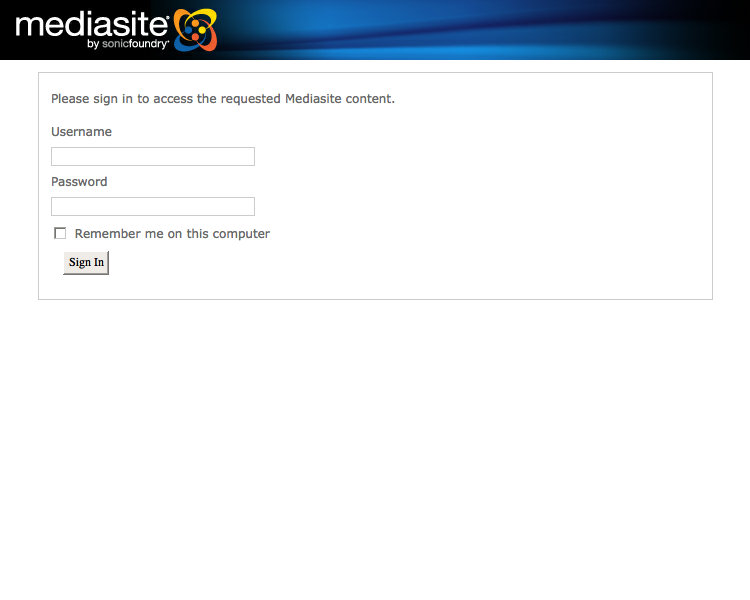 mediasite
by sonicfoundry
Please sign in to access the requested Mediasite content.
Username
Password
Remember me on this computer
Sign In